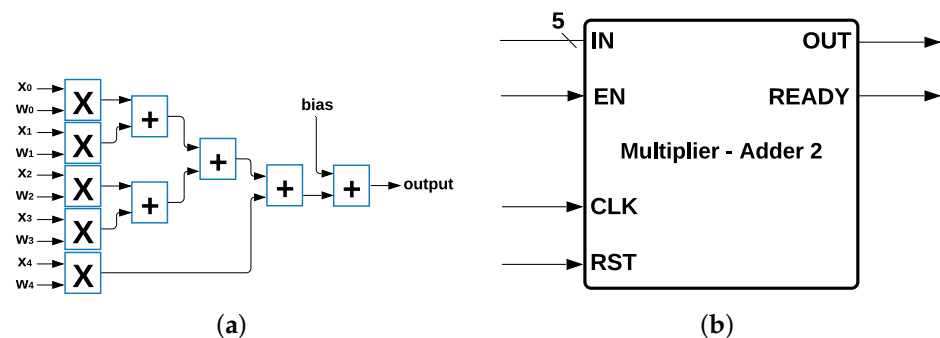 x₀
w₀
x₁
w₁
x₂
w₂
x₃
w₃
x₄
w₄
X
X
X
X
X
+
+
+
+
+
bias
output
(a)
5
IN
OUT
EN
READY
Multiplier - Adder 2
CLK
RST
(b)